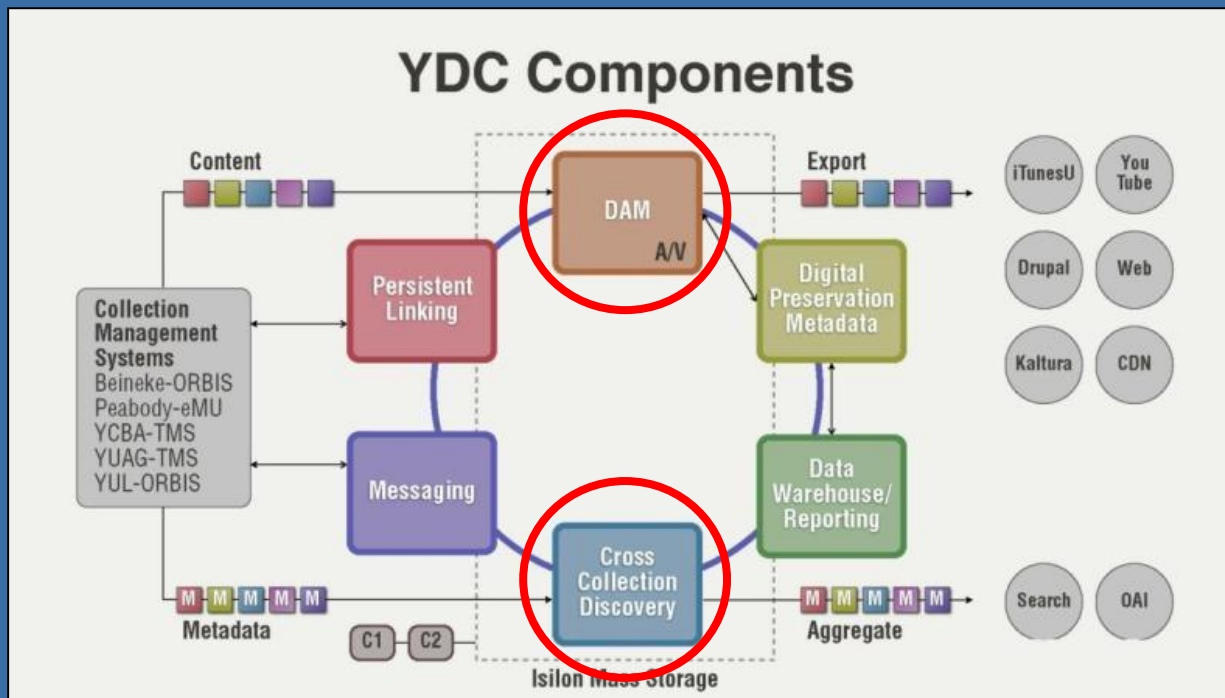 YDC Components
Content
Export
DAM
A/V
iTunesU
You
Tube
Persistent
Linking
Digital
Preservation
Metadata
Drupal
Web
Collection
Management
Systems
Beineke-ORBIS
Peabody-eMU
YCBA-TMS
YUAG-TMS
YUL-ORBIS
Kaltura
CDN
Messaging
Data
Warehouse/
Reporting
Cross
Collection
Discovery
M M M M M
Metadata
M M M M M
Aggregate
Search
OAI
C1
C2
Isilon Mass Storage